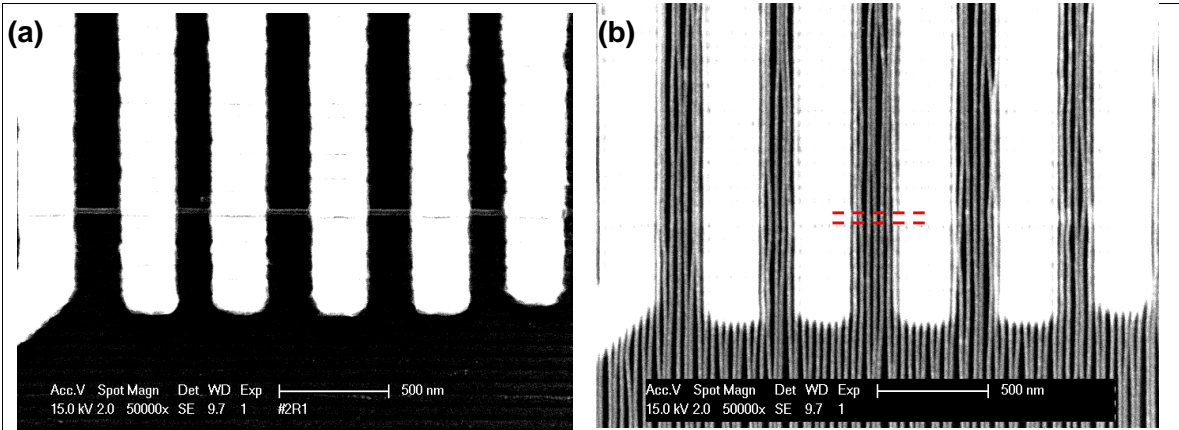 (a)
(b)
Acc.V Spot Magn Det WD Exp 500 nm
15.0 kV 2.0 50000x SE 9.7 1 #2R1
Acc.V Spot Magn Det WD Exp 500 nm
15.0 kV 2.0 50000x SE 9.7 1